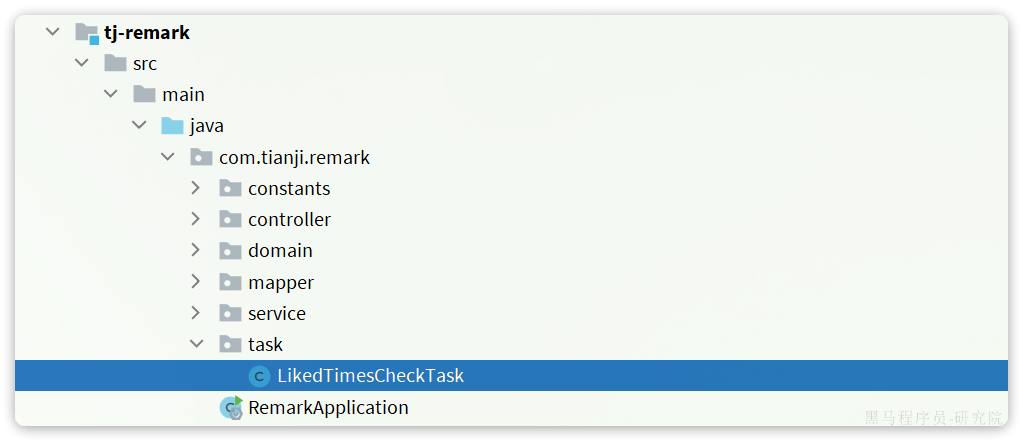 tj-remark
src
main
java
com.tianji.remark
constants
controller
domain
mapper
service
task
LikedTimesCheckTask
RemarkApplication
黑马程序员-研究院